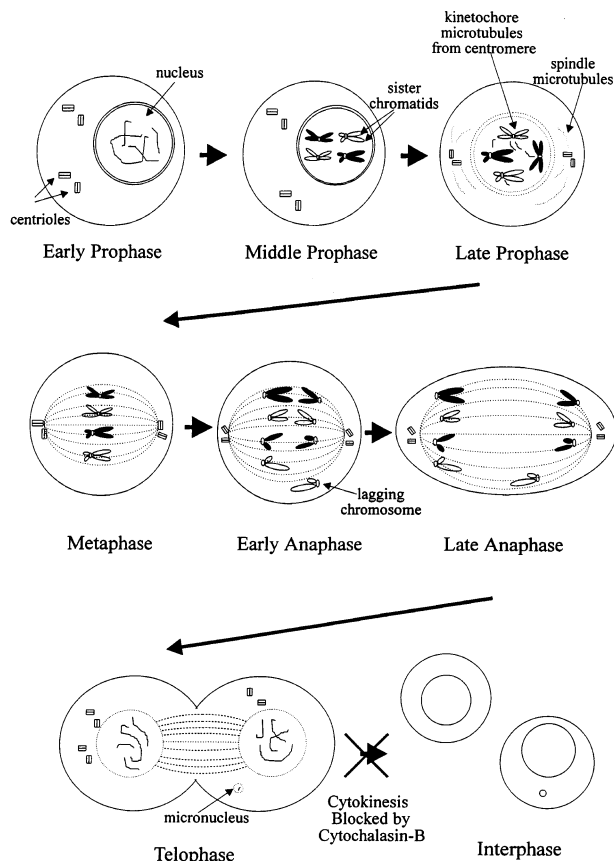 kinetochore
microtubules
from centromere
spindle
microtubules
nucleus
sister
chromatids
centrioles
Early Prophase
Middle Prophase
Late Prophase
lagging
chromosome
Metaphase
Early Anaphase
Late Anaphase
micronucleus
Cytokinesis
Blocked by
Cytochalasin-B
Telophase
Interphase